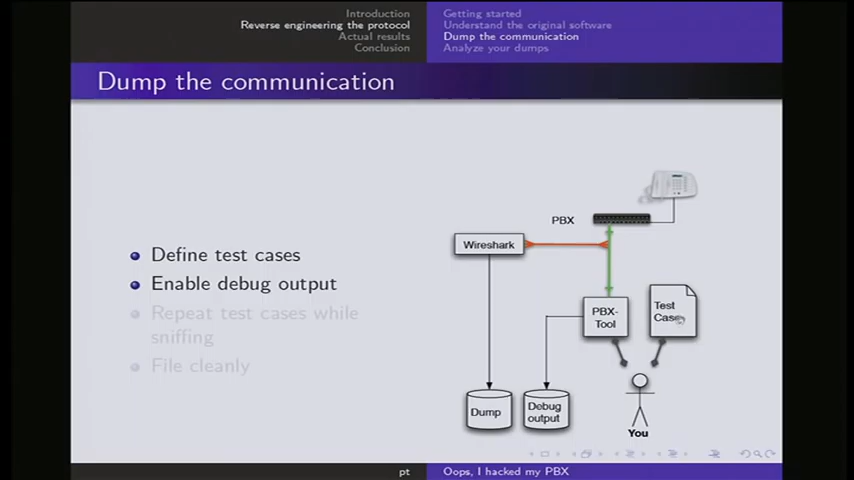 Introduction
Reverse engineering the protocol
Actual results
Conclusion
Getting started
Understand the original software
Dump the communication
Analyze your dumps
Dump the communication
Define test cases
Enable debug output
Repeat test cases while
sniffing
File cleanly
PBX
Wireshark
PBX-
Tool
Test
Case
Dump
Debug
output
You
pt
Oops, I hacked my PBX